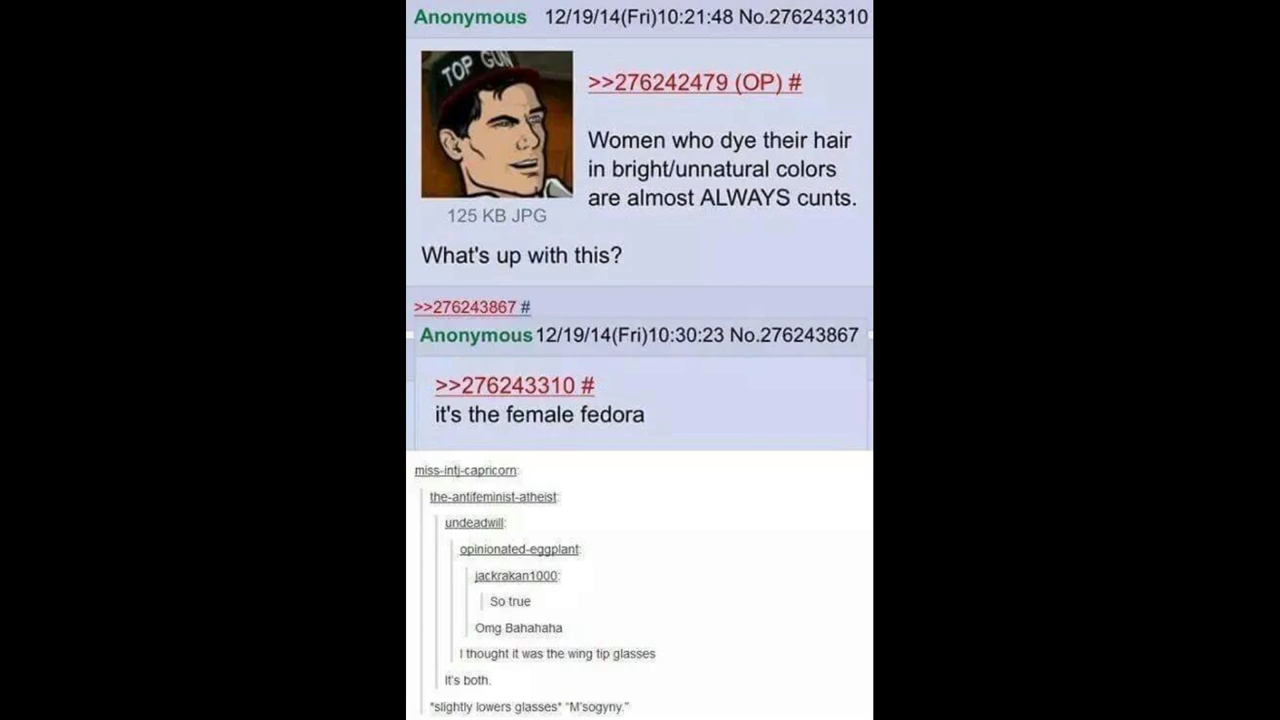 Anonymous 12/19/14(Fri)10:21:48 No.276243310
TOP GUN
>>276242479 (OP) #
Women who dye their hair
in bright/unnatural colors
are almost ALWAYS cunts.
125 KB JPG
What's up with this?
>>276243867 #
Anonymous 12/19/14(Fri)10:30:23 No.276243867
>>276243310 #
it's the female fedora
miss-intj-capricorn:
the-antifeminist-atheist:
undeadwill:
opinionated-eggplant:
jackrakan1000:
So true
Omg Bahahaha
I thought it was the wing tip glasses
It's both.
*slightly lowers glasses* "M'sogyny."